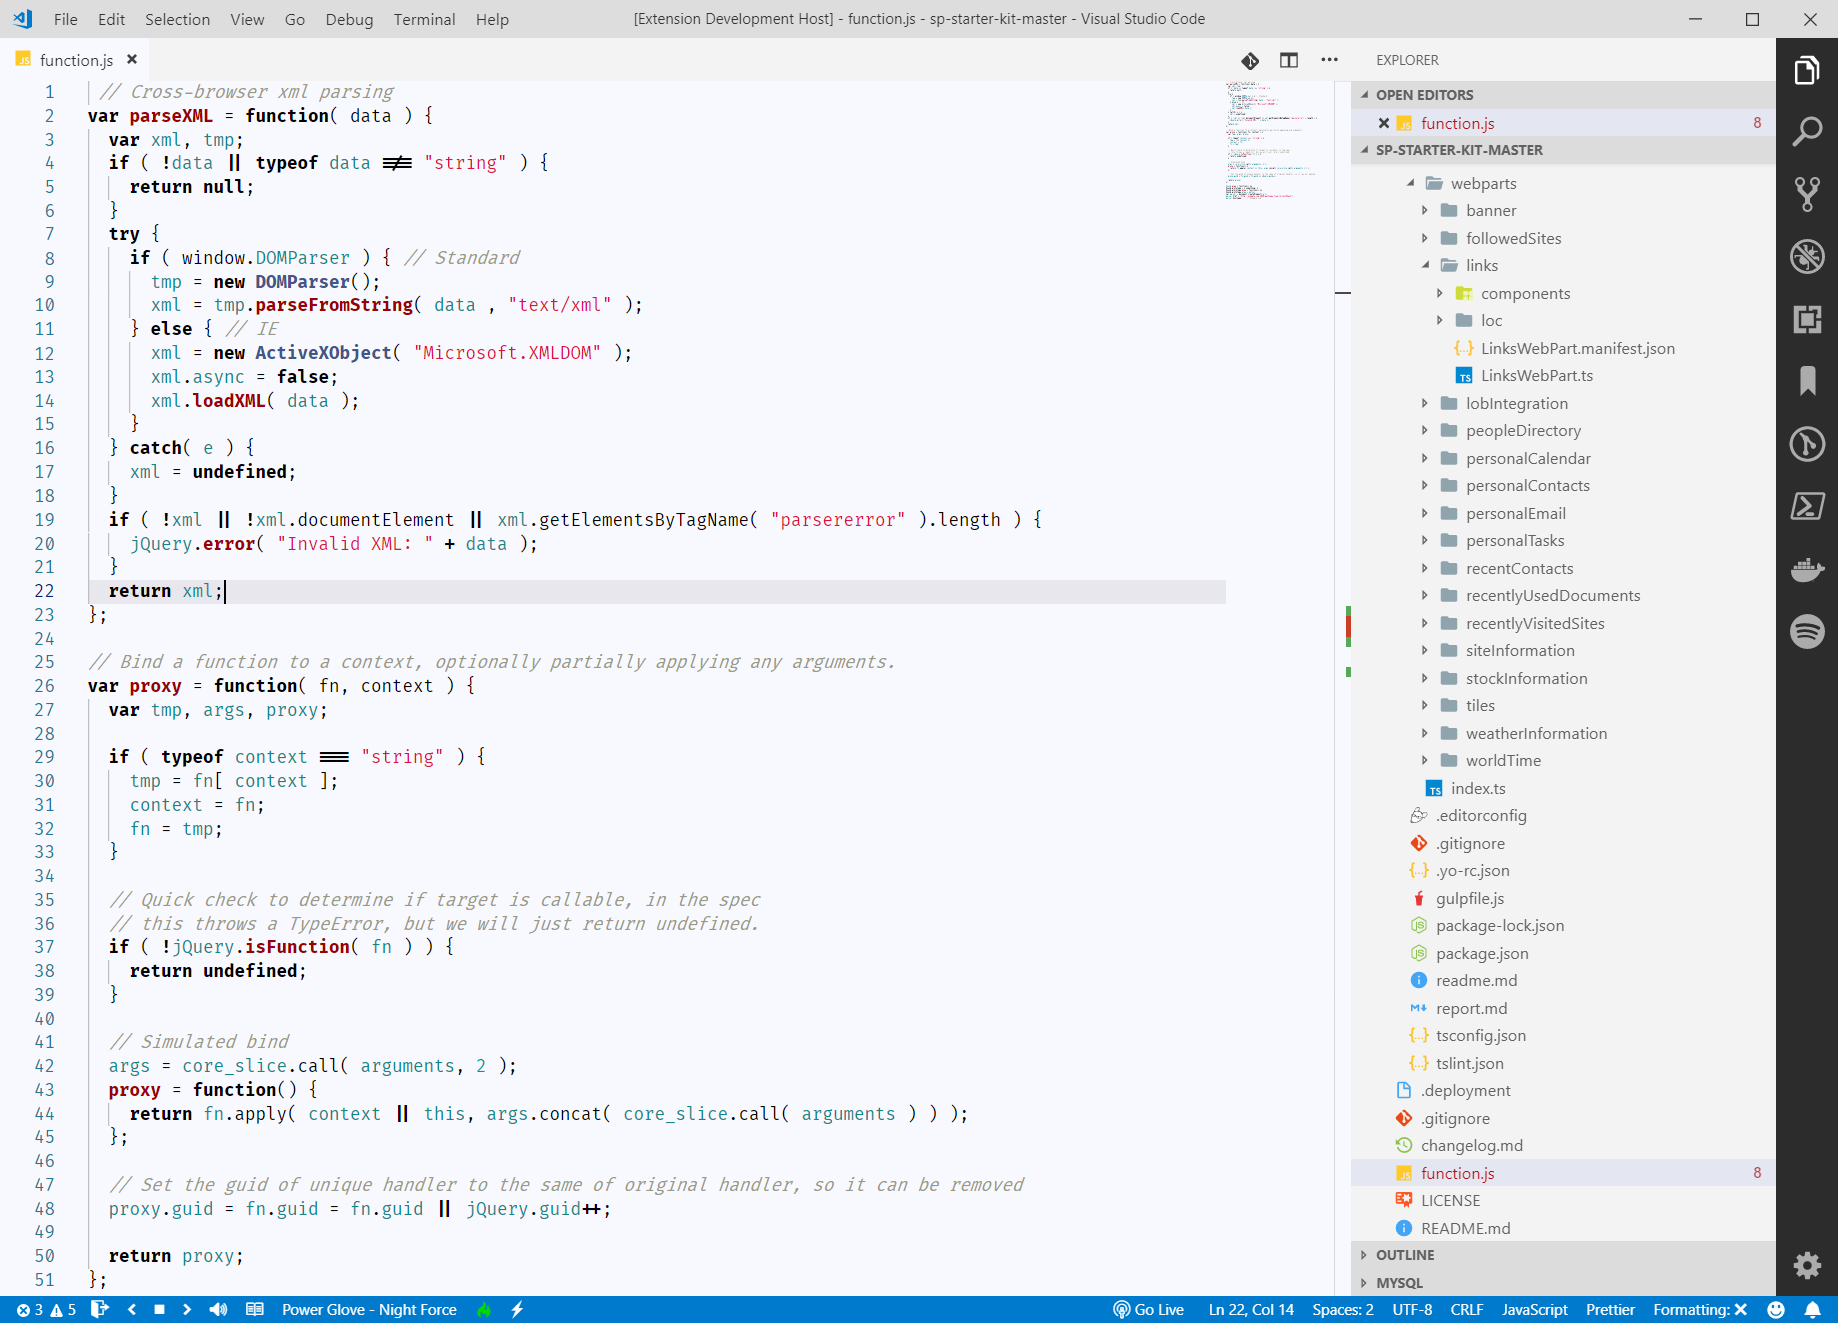 File Edit Selection View Go Debug Terminal Help
[Extension Development Host] - function.js - sp-starter-kit-master - Visual Studio Code
function.js
1 // Cross-browser xml parsing
2 var parseXML = function( data ) {
3 var xml, tmp;
4 if ( !data || typeof data !== "string" ) {
5 return null;
6 }
7 try {
8 if ( window.DOMParser ) { // Standard
9 tmp = new DOMParser();
10 xml = tmp.parseFromString( data , "text/xml" );
11 } else { // IE
12 xml = new ActiveXObject( "Microsoft.XMLDOM" );
13 xml.async = false;
14 xml.loadXML( data );
15 }
16 } catch( e ) {
17 xml = undefined;
18 }
19 if ( !xml || !xml.documentElement || xml.getElementsByTagName( "parsererror" ).length ) {
20 jQuery.error( "Invalid XML: " + data );
21 }
22 return xml;
23 };
24
25 // Bind a function to a context, optionally partially applying any arguments.
26 var proxy = function( fn, context ) {
27 var tmp, args, proxy;
28
29 if ( typeof context === "string" ) {
30 tmp = fn[ context ];
31 context = fn;
32 fn = tmp;
33 }
34
35 // Quick check to determine if target is callable, in the spec
36 // this throws a TypeError, but we will just return undefined.
37 if ( !jQuery.isFunction( fn ) ) {
38 return undefined;
39 }
40
41 // Simulated bind
42 args = core_slice.call( arguments, 2 );
43 proxy = function() {
44 return fn.apply( context || this, args.concat( core_slice.call( arguments ) ) );
45 };
46
47 // Set the guid of unique handler to the same of original handler, so it can be removed
48 proxy.guid = fn.guid = fn.guid || jQuery.guid++;
49
50 return proxy;
51 };
EXPLORER
OPEN EDITORS
function.js 8
SP-STARTER-KIT-MASTER
webparts
banner
followedSites
links
components
loc
LinksWebPart.manifest.json
LinksWebPart.ts
lobIntegration
peopleDirectory
personalCalendar
personalContacts
personalEmail
personalTasks
recentContacts
recentlyUsedDocuments
recentlyVisitedSites
siteInformation
stockInformation
tiles
weatherInformation
worldTime
index.ts
.editorconfig
.gitignore
.yo-rc.json
gulpfile.js
package-lock.json
package.json
readme.md
report.md
tsconfig.json
tslint.json
.deployment
.gitignore
changelog.md
function.js 8
LICENSE
README.md
OUTLINE
MYSQL
3 5 Power Glove - Night Force Go Live Ln 22, Col 14 Spaces: 2 UTF-8 CRLF JavaScript Prettier Formatting: ✕